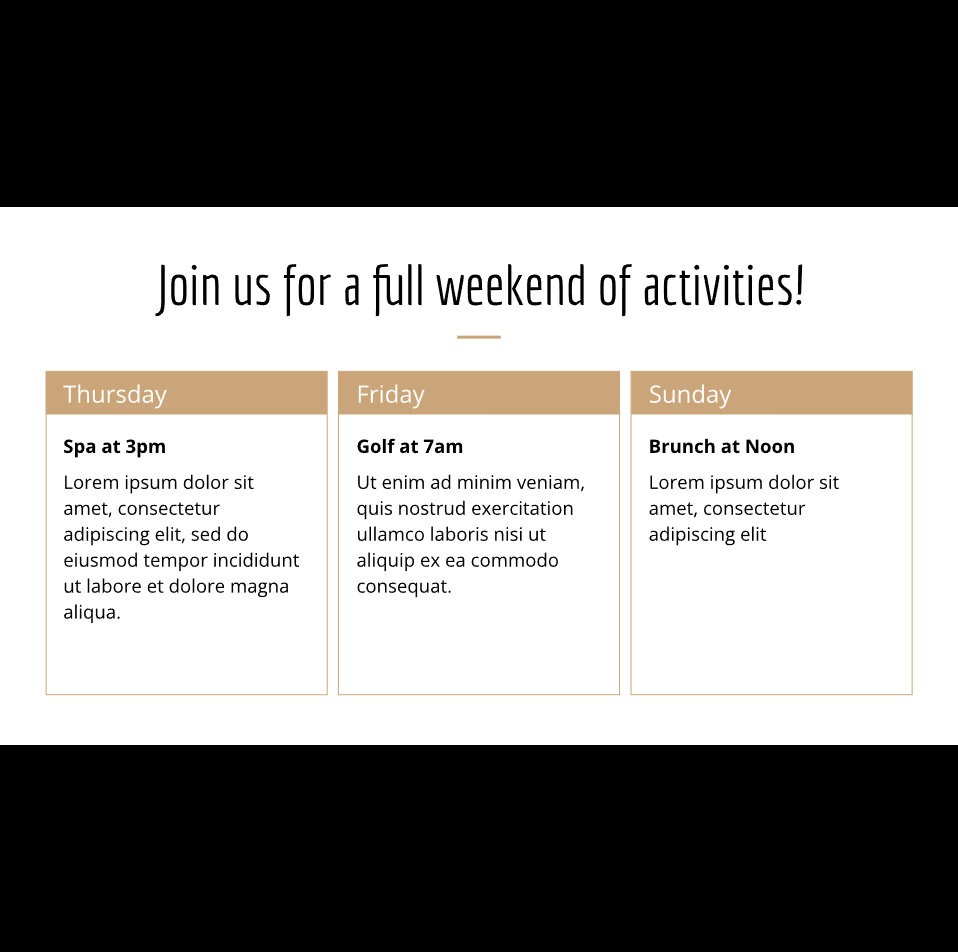 Join us for a full weekend of activities!
Thursday
Spa at 3pm
Lorem ipsum dolor sit
amet, consectetur
adipiscing elit, sed do
eiusmod tempor incididunt
ut labore et dolore magna
aliqua.
Friday
Golf at 7am
Ut enim ad minim veniam,
quis nostrud exercitation
ullamco laboris nisi ut
aliquip ex ea commodo
consequat.
Sunday
Brunch at Noon
Lorem ipsum dolor sit
amet, consectetur
adipiscing elit